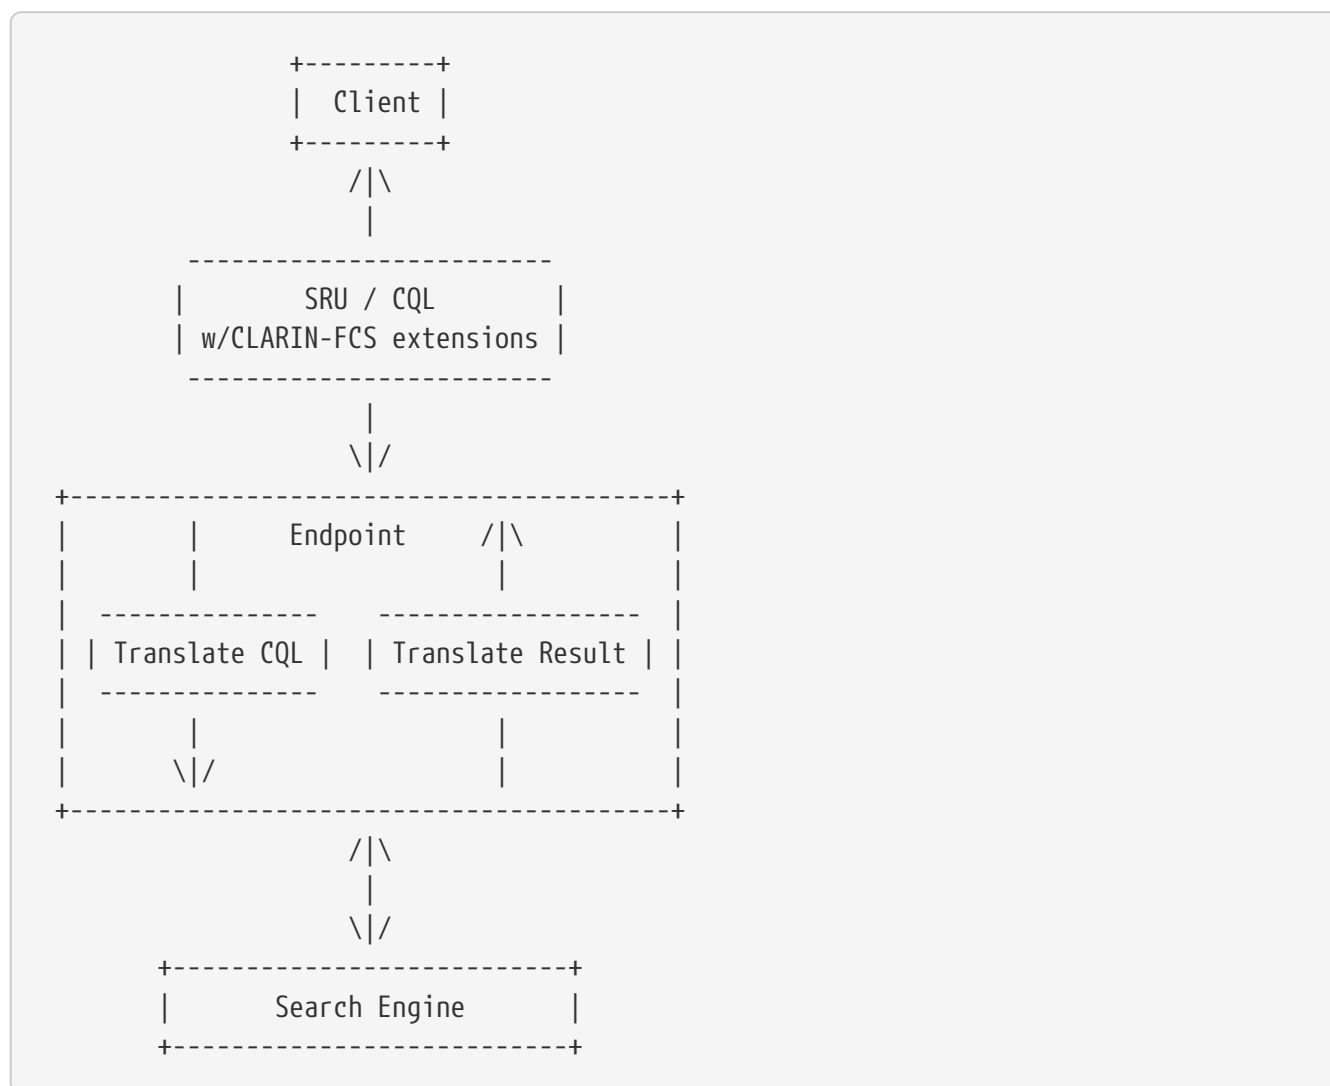 +---------+
                |  Client |
                +---------+
                    /|\
                     |
         -------------------------
        |        SRU / CQL        |
        | w/CLARIN-FCS extensions |
         -------------------------
                     |
                    \|/
+-----------------------------------------+
|        |      Endpoint     /|\          |
|        |                    |           |
|  ---------------    ------------------  |
| | Translate CQL |  | Translate Result | |
|  ---------------    ------------------  |
|        |                    |           |
|       \|/                   |           |
+-----------------------------------------+
                    /|\
                     |
                    \|/
       +---------------------------+
       |       Search Engine       |
       +---------------------------+